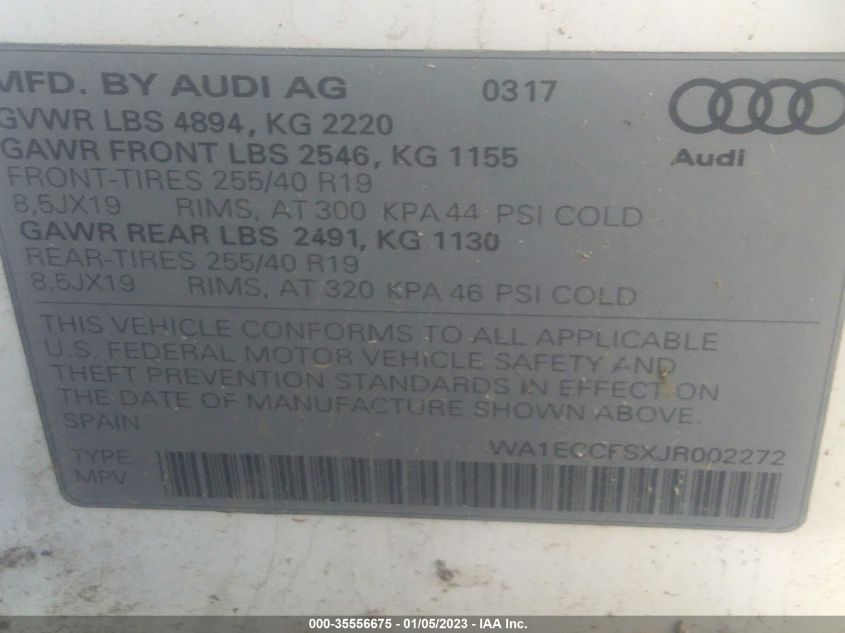 MFD. BY AUDI AG 0317
GVWR LBS 4894, KG 2220
GAWR FRONT LBS 2546, KG 1155
Audi
FRONT-TIRES 255/40 R19
8,5JX19 RIMS, AT 300 KPA 44 PSI COLD
GAWR REAR LBS 2491, KG 1130
REAR-TIRES 255/40 R19
8,5JX19 RIMS, AT 320 KPA 46 PSI COLD
THIS VEHICLE CONFORMS TO ALL APPLICABLE
U.S. FEDERAL MOTOR VEHICLE SAFETY AND
THEFT PREVENTION STANDARDS IN EFFECT ON
THE DATE OF MANUFACTURE SHOWN ABOVE.
SPAIN
WA1ECCFSXJR002272
TYPE:
MPV
000-35556675 - 01/05/2023 - IAA Inc.